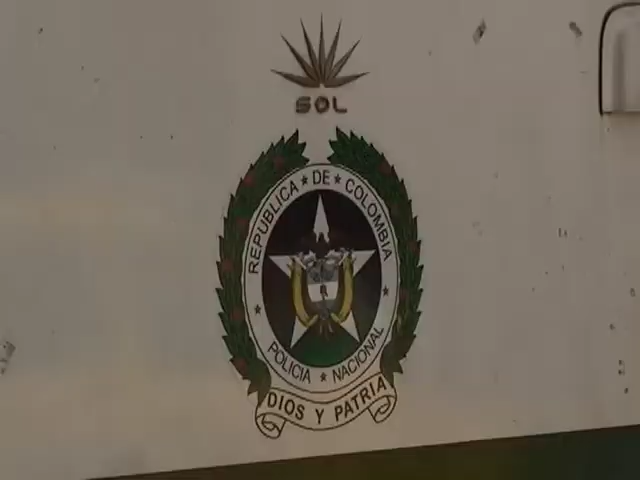 SOL
REPUBLICA ★ DE ★ COLOMBIA
POLICIA ★ NACIONAL
DIOS Y PATRIA